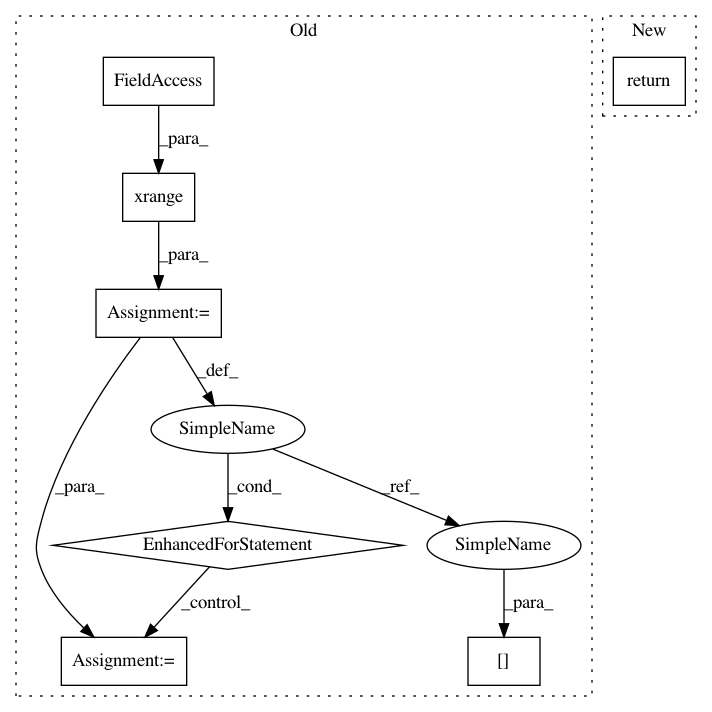 Old
New
FieldAccess
return
_para_
xrange
_para_
Assignment:=
_def_
SimpleName
_para_
_cond_
_ref_
EnhancedForStatement
SimpleName
_control_
_para_
Assignment:=
[]